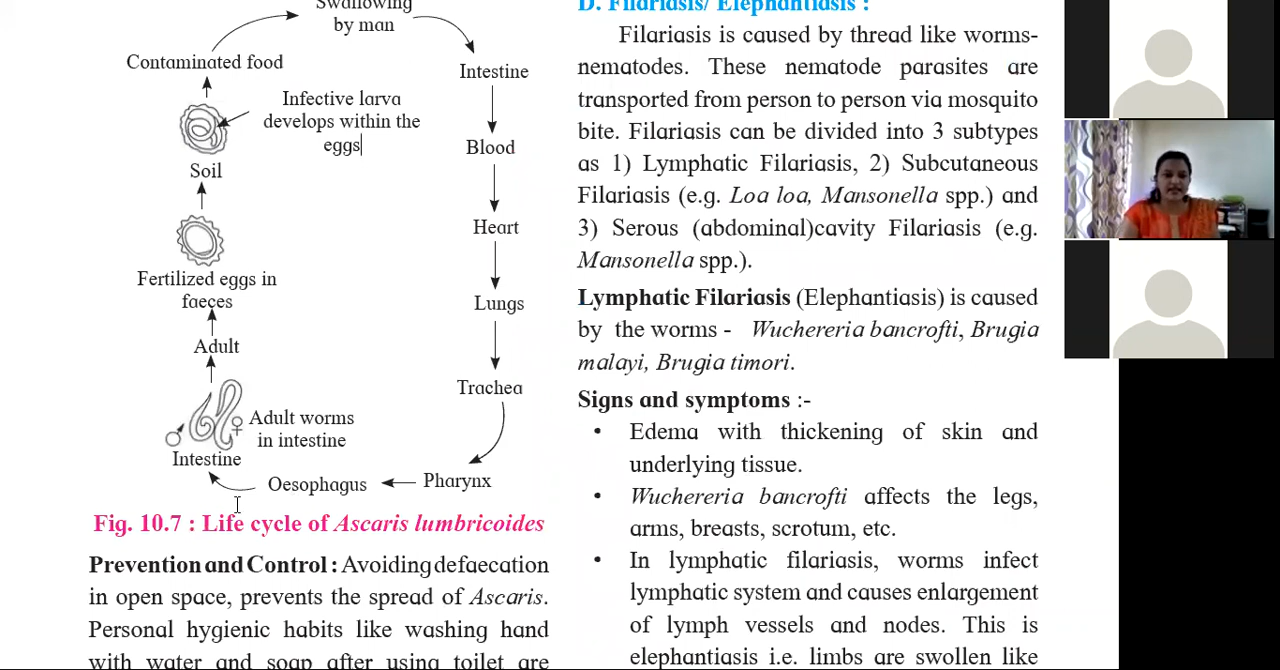 Swallowing
by man
Contaminated food
Intestine
Infective larva
develops within the
eggs
Blood
Soil
Heart
Fertilized eggs in
faeces
Lungs
Adult
Trachea
Adult worms
in intestine
Intestine
Oesophagus
Pharynx
Fig. 10.7 : Life cycle of Ascaris lumbricoides
Prevention and Control : Avoiding defaecation
in open space, prevents the spread of Ascaris.
Personal hygienic habits like washing hand
with water and soap after using toilet are
D. Filariasis/ Elephantiasis :
Filariasis is caused by thread like worms-
nematodes. These nematode parasites are
transported from person to person via mosquito
bite. Filariasis can be divided into 3 subtypes
as 1) Lymphatic Filariasis, 2) Subcutaneous
Filariasis (e.g. Loa loa, Mansonella spp.) and
3) Serous (abdominal)cavity Filariasis (e.g.
Mansonella spp.).
Lymphatic Filariasis (Elephantiasis) is caused
by the worms - Wuchereria bancrofti, Brugia
malayi, Brugia timori.
Signs and symptoms :-
• Edema with thickening of skin and
underlying tissue.
• Wuchereria bancrofti affects the legs,
arms, breasts, scrotum, etc.
• In lymphatic filariasis, worms infect
lymphatic system and causes enlargement
of lymph vessels and nodes. This is
elephantiasis i.e. limbs are swollen like